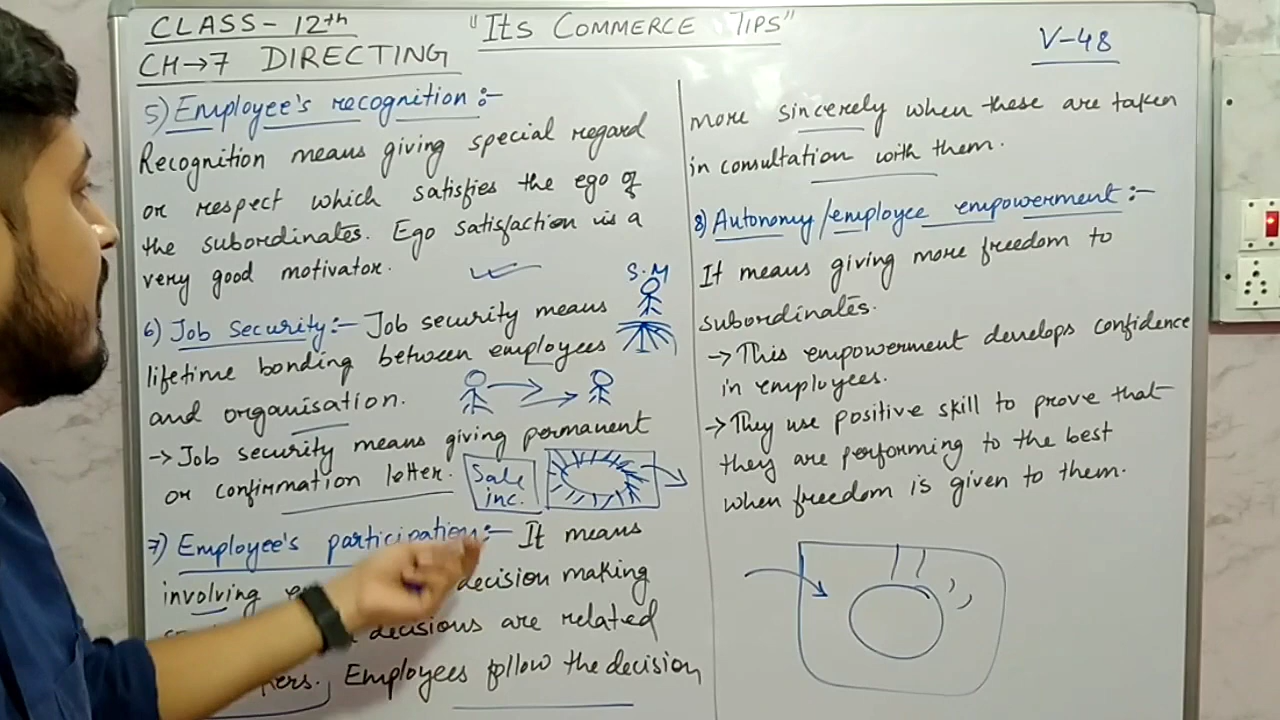 CLASS- 12th
"Its Commerce Tips"
V-48
CH→7 DIRECTING
5) Employee's recognition :-
Recognition means giving special regard
or respect which satisfies the ego of
the subordinates. Ego satisfaction is a
very good motivator.
S.M
6) Job Security:- Job security means
lifetime bonding between employees
and organisation.
→ Job security means giving permanent
or confirmation letter.
Sale
inc.
7) Employee's participation:- It means
involving decision making
decisions are related
Employees follow the decision
more sincerely when these are taken
in consultation with them.
8) Autonomy/employee empowerment:-
It means giving more freedom to
subordinates.
→ This empowerment develops confidence
in employees.
→ They use positive skill to prove that
they are performing to the best
when freedom is given to them.